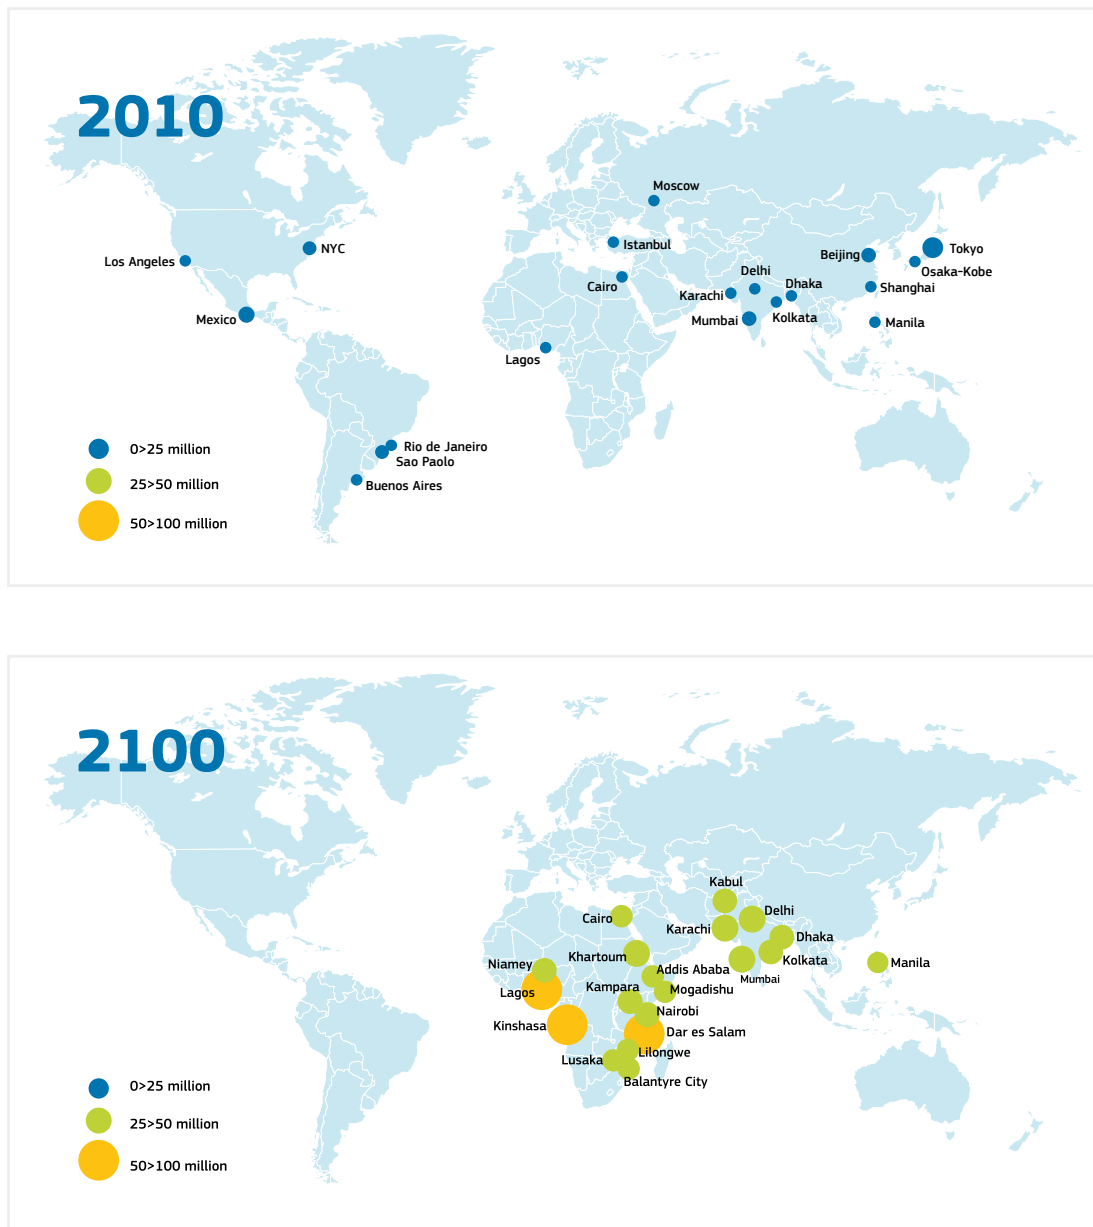 2010
Moscow
Istanbul
NYC
Los Angeles
Beijing
Tokyo
Osaka-Kobe
Delhi
Cairo
Dhaka
Shanghai
Karachi
Mexico
Mumbai
Kolkata
Manila
Lagos
Rio de Janeiro
Sao Paolo
Buenos Aires
0>25 million
25>50 million
50>100 million
2100
Kabul
Delhi
Cairo
Karachi
Dhaka
Khartoum
Kolkata
Niamey
Addis Ababa
Manila
Mumbai
Kampara
Mogadishu
Lagos
Nairobi
Kinshasa
Dar es Salam
Lilongwe
Lusaka
Balantyre City
0>25 million
25>50 million
50>100 million